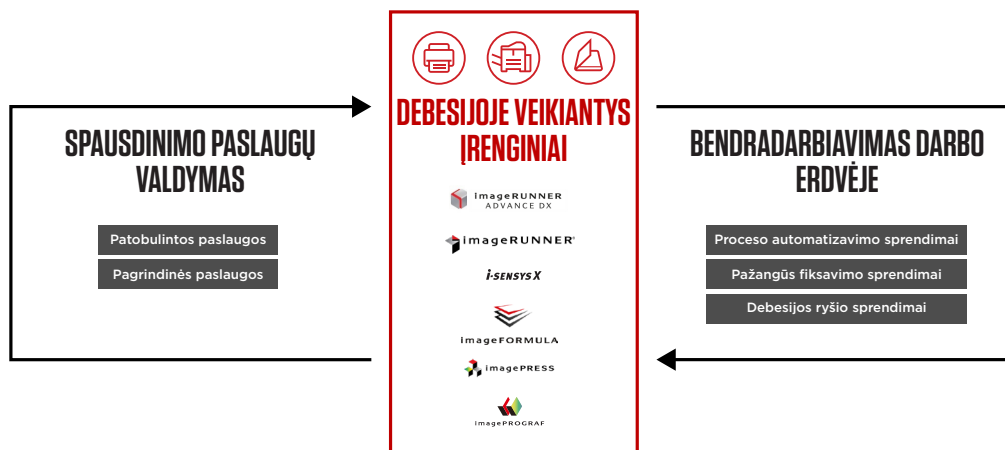 SPAUSDINIMO PASLAUGŲ
VALDYMAS
Patobulintos paslaugos
Pagrindinės paslaugos
DEBESIJOJE VEIKIANTYS
ĮRENGINIAI
imageRUNNER
ADVANCE DX
imageRUNNER®
i-SENSYS X
imageFORMULA
imagePRESS
imagePROGRAF
BENDRADARBIAVIMAS DARBO
ERDVĖJE
Proceso automatizavimo sprendimai
Pažangūs fiksavimo sprendimai
Debesijos ryšio sprendimai